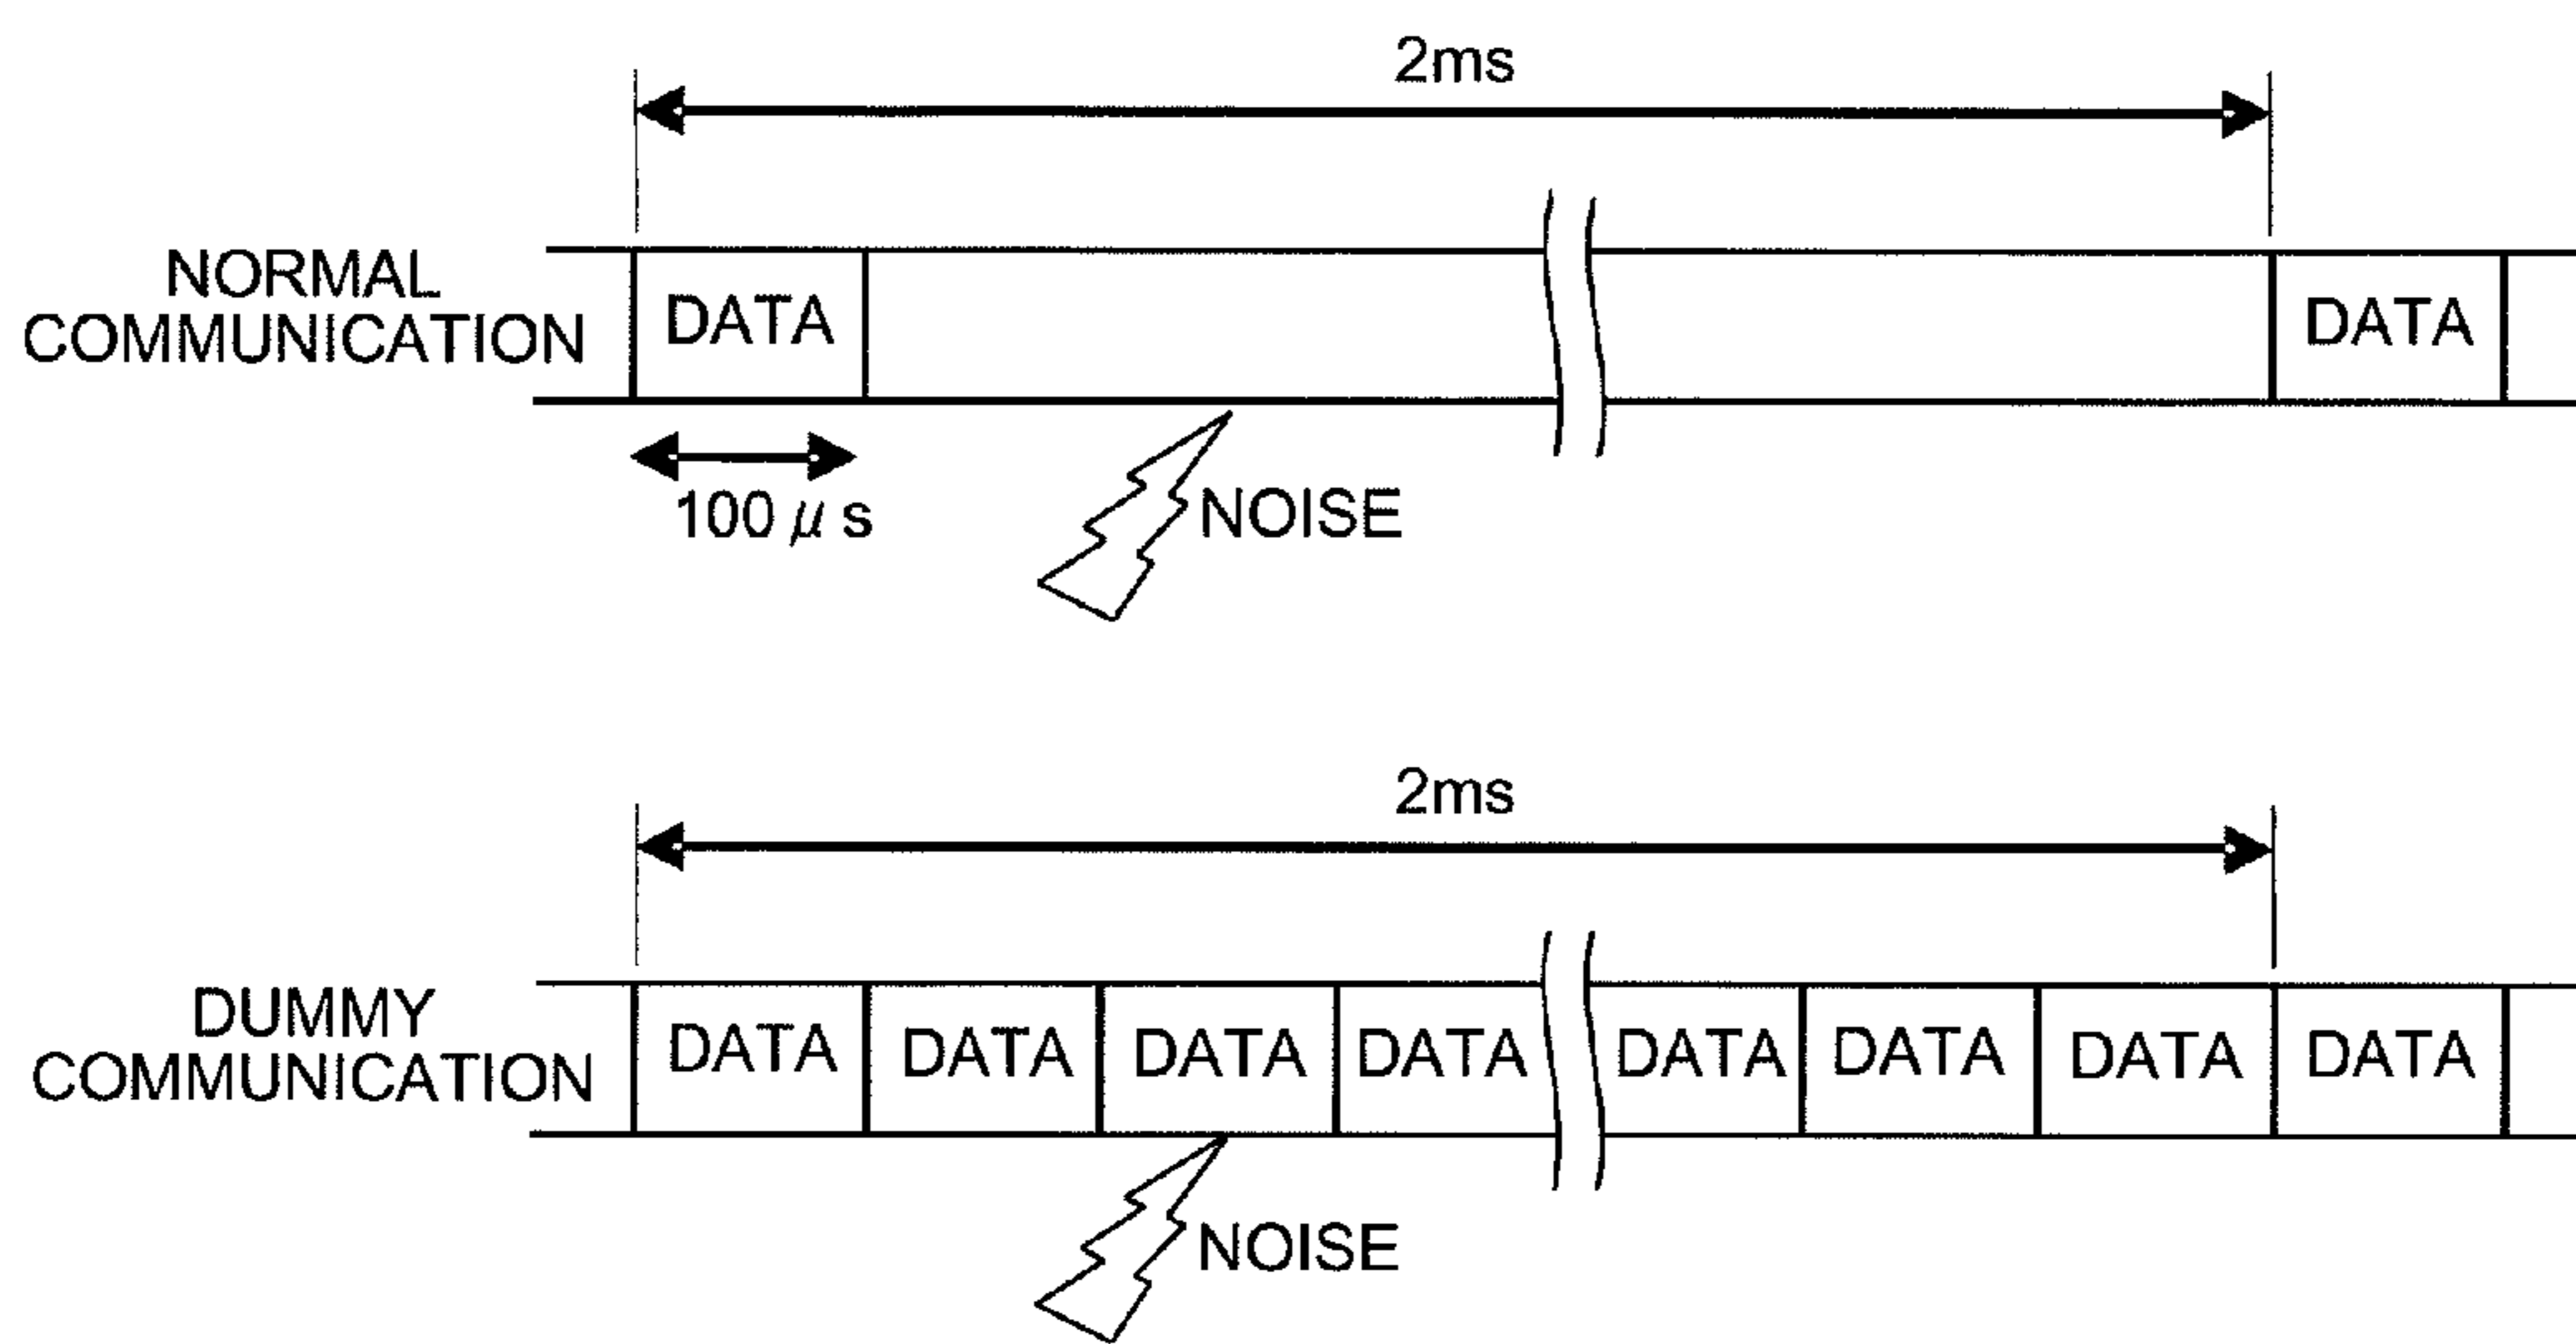 2ms
NORMAL
COMMUNICATION
DATA
DATA
100 μ s
NOISE
2ms
DUMMY
COMMUNICATION
DATA
DATA
DATA
DATA
DATA
DATA
DATA
DATA
NOISE